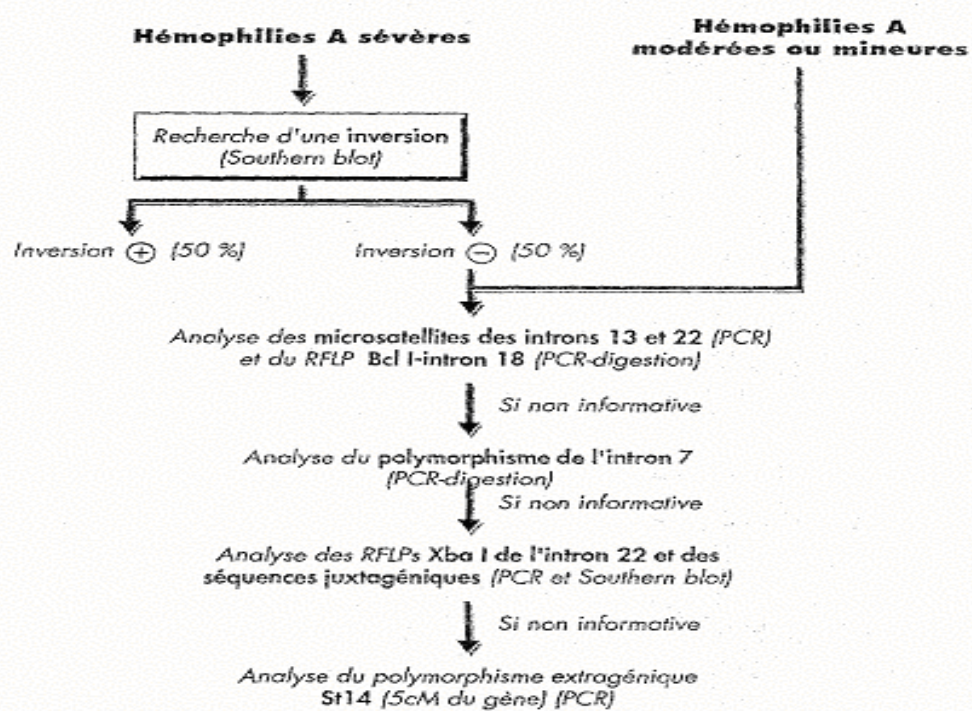 Hémophilies A sévères
Hémophilies A
modérées ou mineures
Recherche d'une inversion
(Southern blot)
Inversion + (50 %)
Inversion − (50 %)
Analyse des microsatellites des introns 13 et 22 (PCR)
et du RFLP Bcl I-intron 18 (PCR-digestion)
Si non informative
Analyse du polymorphisme de l'intron 7
(PCR-digestion)
Si non informative
Analyse des RFLPs Xba I de l'intron 22 et des
séquences juxtagéniques (PCR et Southern blot)
Si non informative
Analyse du polymorphisme extragénique
St14 (5cM du gène) (PCR)